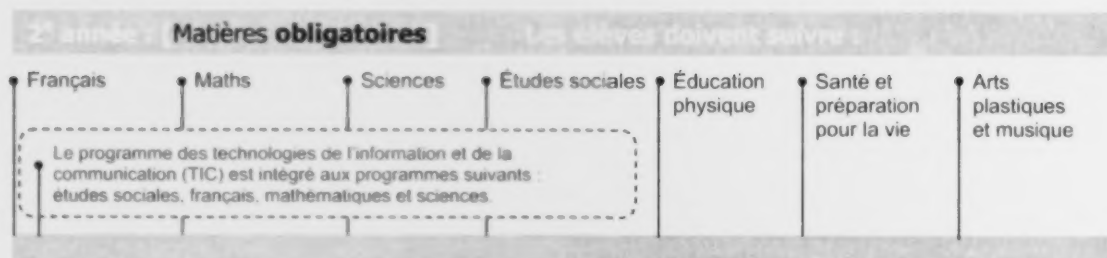 2e année : Matières obligatoires Les élèves doivent suivre :
Français
Maths
Sciences
Études sociales
Éducation
physique
Santé et
préparation
pour la vie
Arts
plastiques
et musique
Le programme des technologies de l'information et de la
communication (TIC) est intégré aux programmes suivants :
études sociales, français, mathématiques et sciences.